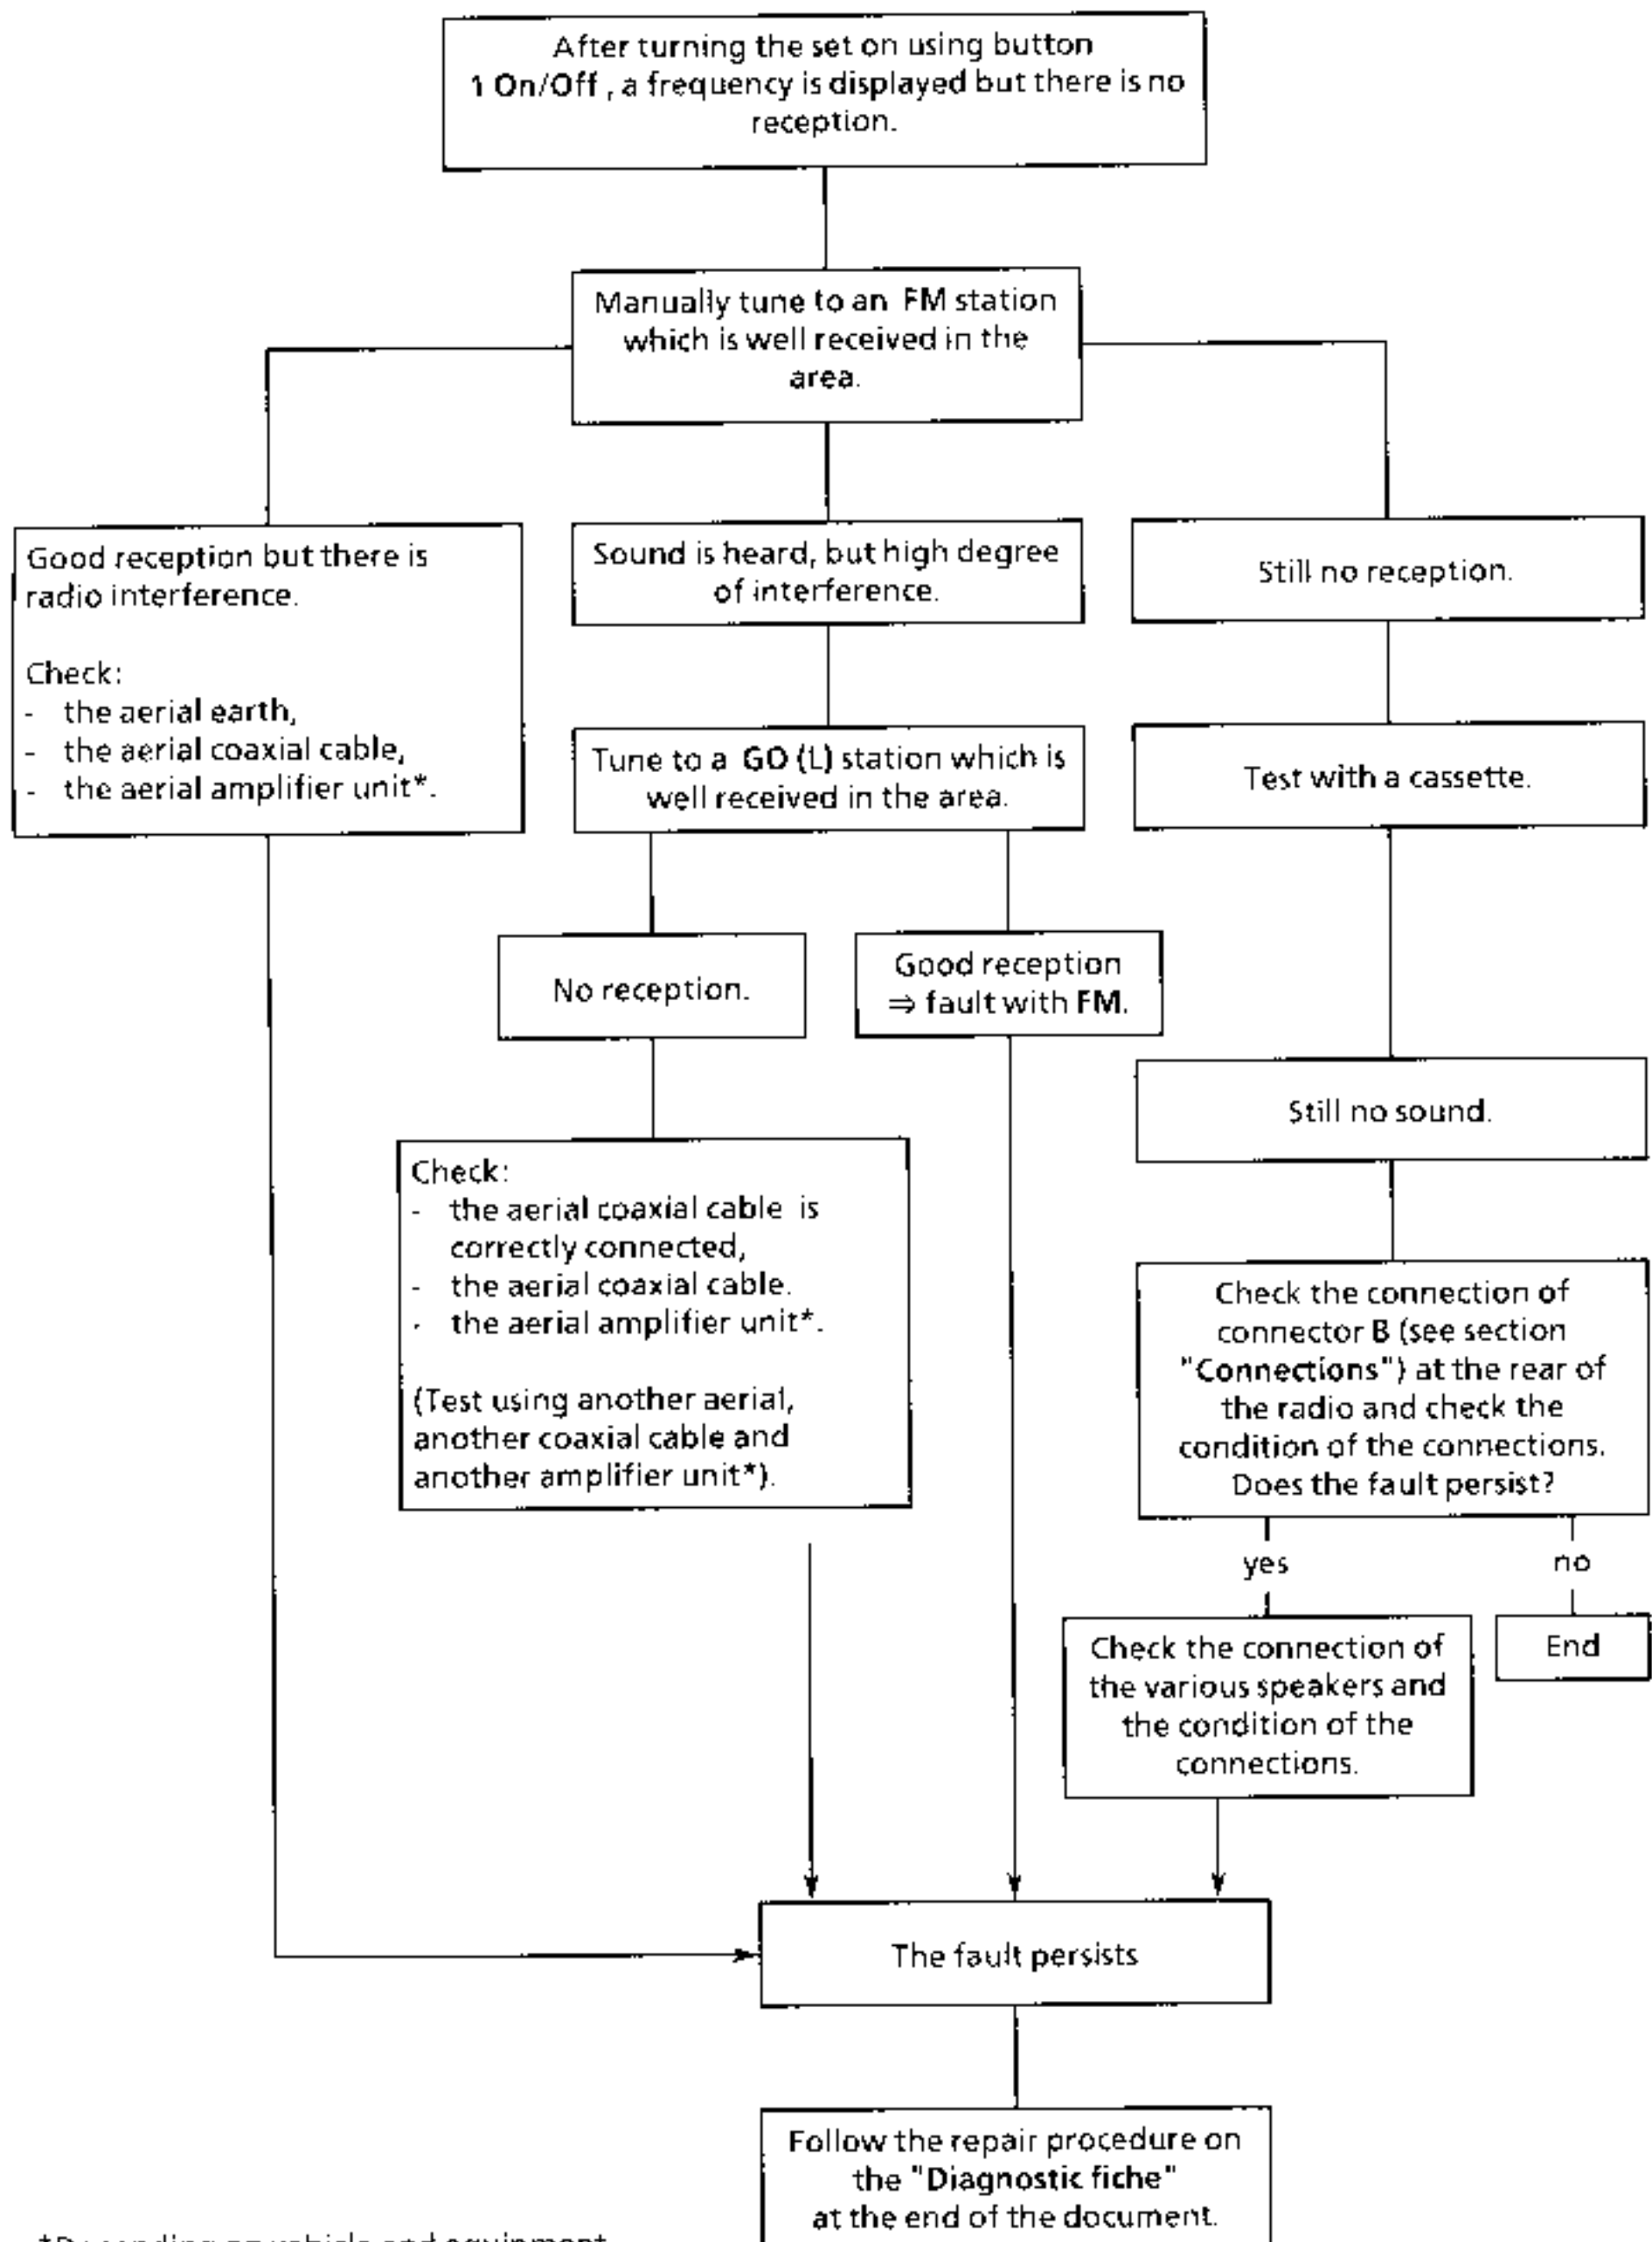 After turning the set on using button
1 On/Off , a frequency is displayed but there is no
reception.
Manually tune to an FM station
which is well received in the
area.
Good reception but there is
radio interference.
Check:
- the aerial earth,
- the aerial coaxial cable,
- the aerial amplifier unit*.
Sound is heard, but high degree
of interference.
Still no reception.
Tune to a GO (L) station which is
well received in the area.
Test with a cassette.
No reception.
Good reception
⇒ fault with FM.
Still no sound.
Check:
- the aerial coaxial cable is
correctly connected,
- the aerial coaxial cable.
- the aerial amplifier unit*.
(Test using another aerial,
another coaxial cable and
another amplifier unit*).
Check the connection of
connector B (see section
"Connections") at the rear of
the radio and check the
condition of the connections.
Does the fault persist?
yes
no
Check the connection of
the various speakers and
the condition of the
connections.
End
The fault persists
Follow the repair procedure on
the "Diagnostic fiche"
at the end of the document.
on vehicle and equipment